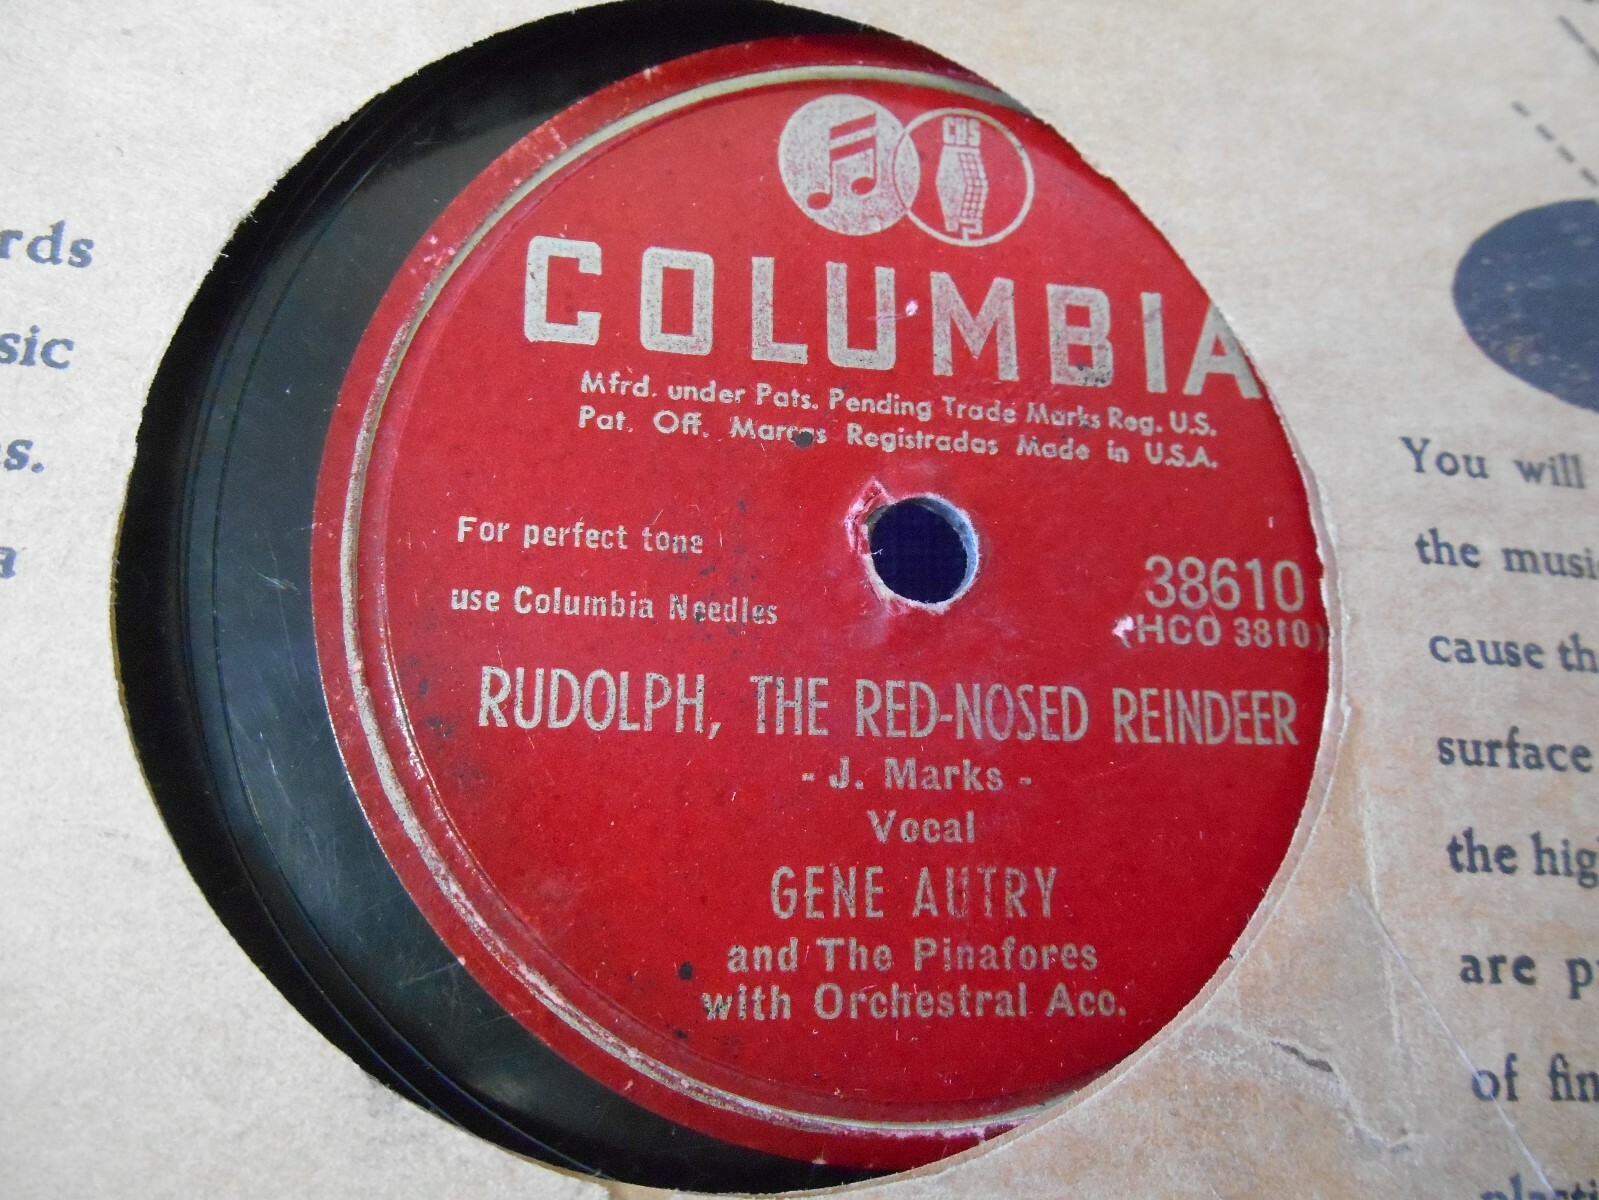 rds
sic
s.
a
CBS
COLUMBIA
Mfrd. under Pats. Pending Trade Marks Reg. U.S.
Pat. Off. Marcas Registradas Made in U.S.A.
For perfect tone
use Columbia Needles
38610
(HCO 3810)
RUDOLPH, THE RED-NOSED REINDEER
- J. Marks -
Vocal
GENE AUTRY
and The Pinafores
with Orchestral Acc.
You will
the musi
cause th
surface
the hig
are p
of fin
plasti